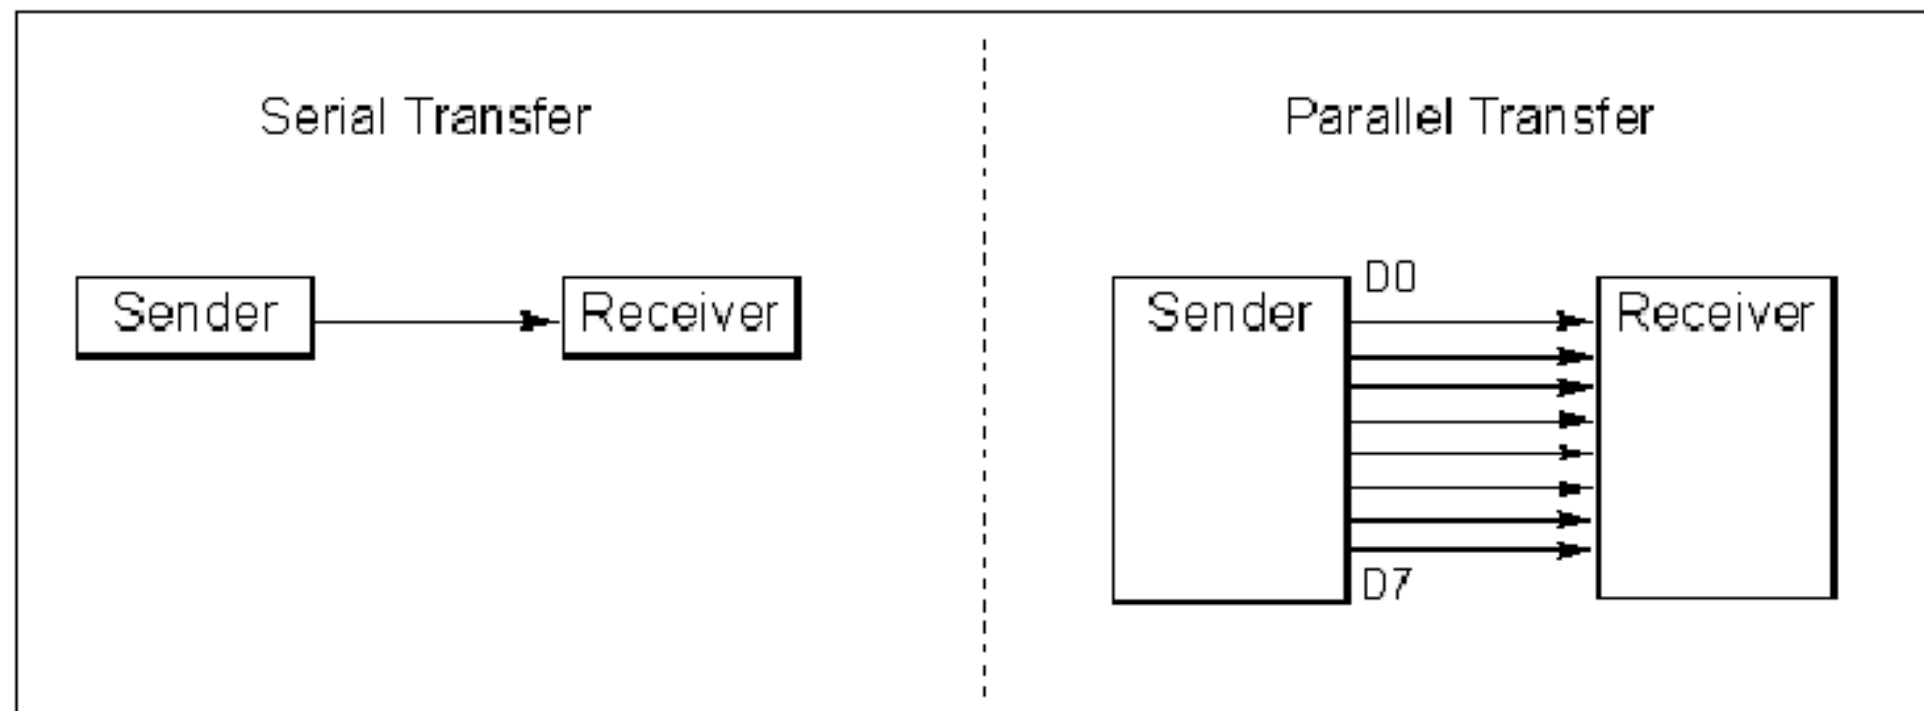 Serial Transfer
Sender
Receiver
Parallel Transfer
D0
Sender
Receiver
D7